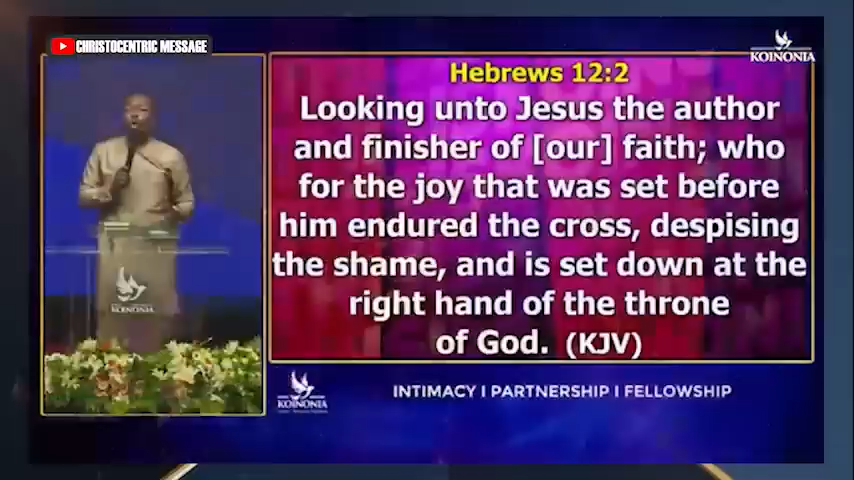 CHRISTOCENTRIC MESSAGE
KOINONIA
Hebrews 12:2
Looking unto Jesus the author
and finisher of [our] faith; who
for the joy that was set before
him endured the cross, despising
the shame, and is set down at the
right hand of the throne
of God. (KJV)
KOINONIA
KOINONIA
INTIMACY I PARTNERSHIP I FELLOWSHIP